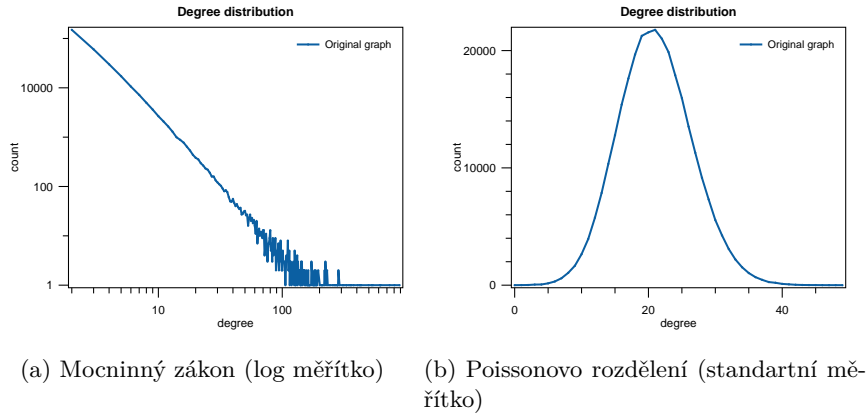 Degree distribution
Original graph
count
10000
100
1
10
100
degree
Degree distribution
Original graph
count
20000
10000
0
0
20
40
degree
(a) Mocninný zákon (log měřítko)
(b) Poissonovo rozdělení (standartní mě-
řítko)